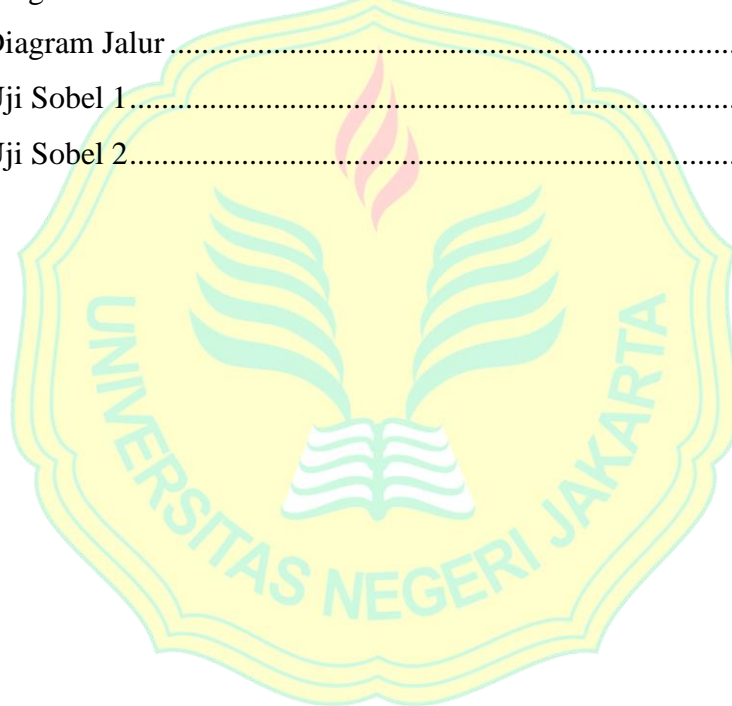 Diagram Jalur ......................................................................
Uji Sobel 1...........................................................................
Uji Sobel 2...........................................................................
UNIVERSITAS NEGERI JAKARTA